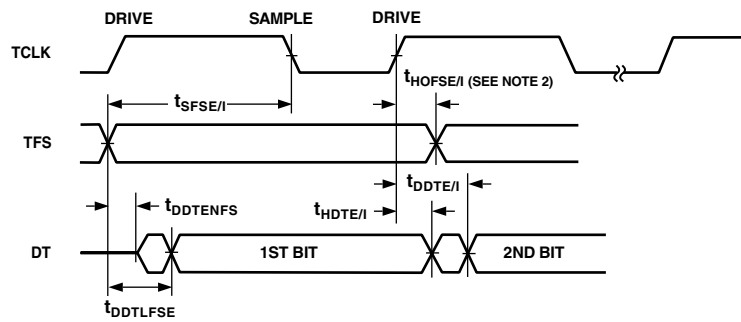 DRIVE SAMPLE DRIVE
TCLK
tHOFSE/I (SEE NOTE 2)
tSFSE/I
TFS
tDDTE/I
tDDTENFS
tHDTE/I
DT 1ST BIT 2ND BIT
tDDTLFSE